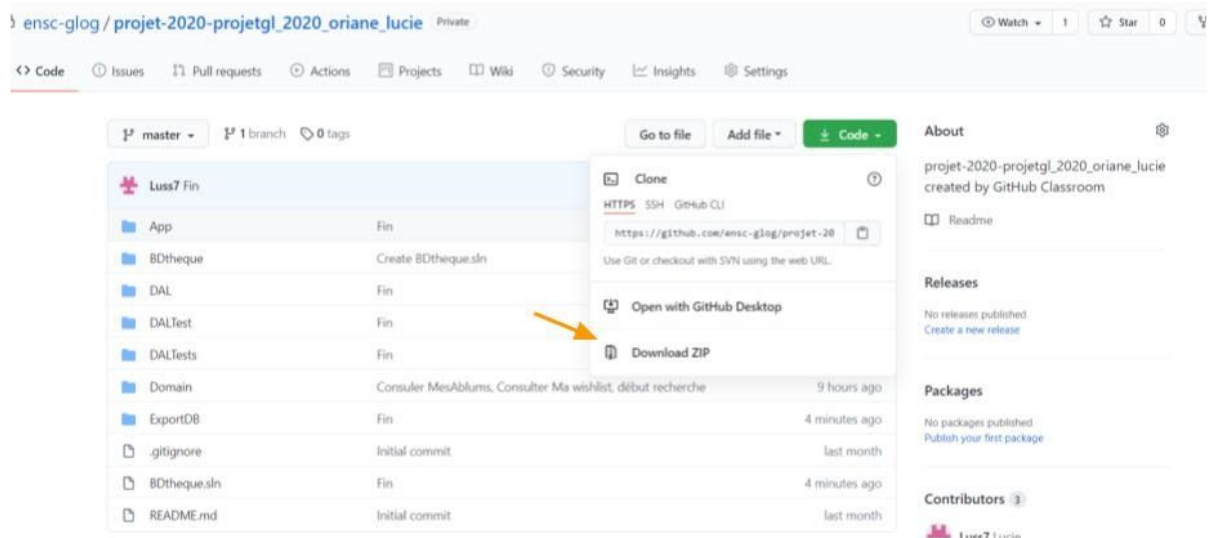 ensc-glog / projet-2020-projetgl_2020_oriane_lucie Private
Watch 1 Star 0
Code Issues Pull requests Actions Projects Wiki Security Insights Settings
master 1 branch 0 tags Go to file Add file Code
About
projet-2020-projetgl_2020_oriane_lucie
created by GitHub Classroom
Readme
Releases
No releases published
Create a new release
Packages
No packages published
Publish your first package
Contributors 3
Luss7 Lucie
Luss7 Fin
App Fin
BDtheque Create BDtheque.sln
DAL Fin
DALTest Fin
DALTests Fin
Domain Consuler MesAblums, Consulter Ma wishlist, début recherche 9 hours ago
ExportDB Fin 4 minutes ago
.gitignore Initial commit last month
BDtheque.sln Fin 4 minutes ago
README.md Initial commit last month
Clone
HTTPS SSH GitHub CLI
https://github.com/ensc-glog/projet-20
Use Git or checkout with SVN using the web URL.
Open with GitHub Desktop
Download ZIP